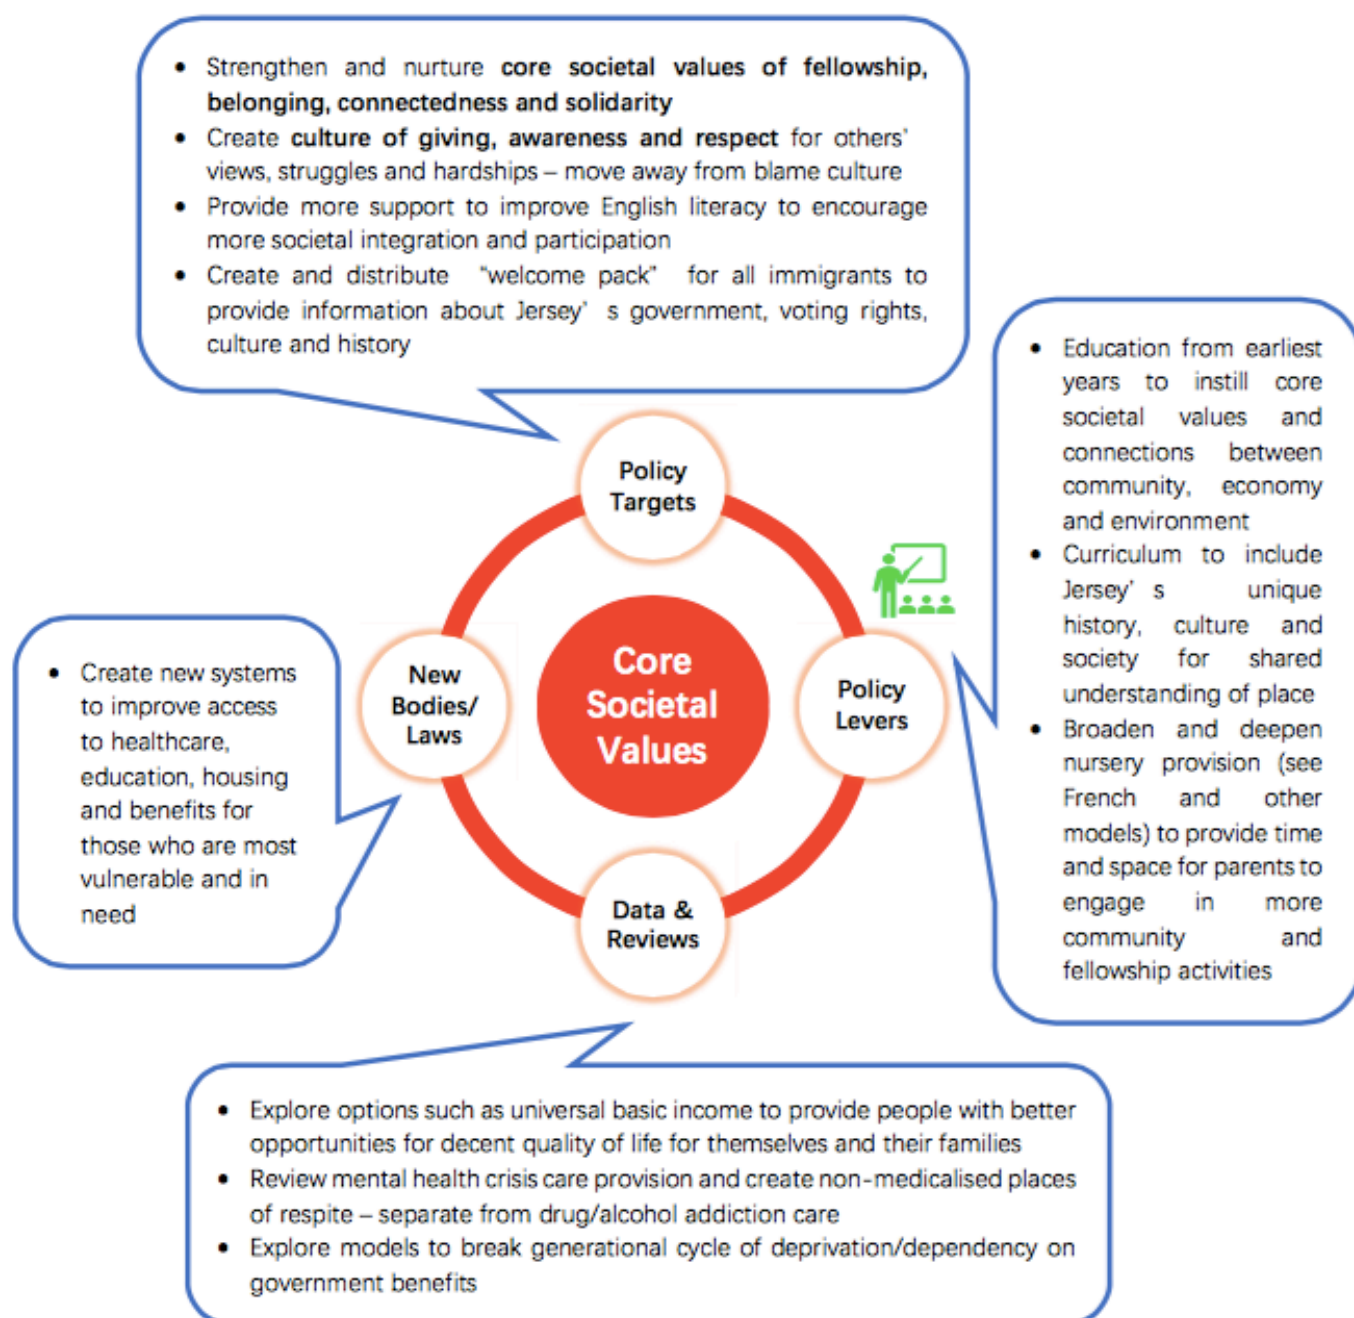 • Strengthen and nurture core societal values of fellowship,
belonging, connectedness and solidarity
• Create culture of giving, awareness and respect for others'
views, struggles and hardships – move away from blame culture
• Provide more support to improve English literacy to encourage
more societal integration and participation
• Create and distribute "welcome pack" for all immigrants to
provide information about Jersey' s government, voting rights,
culture and history
Policy
Targets
• Education from earliest
years to instill core
societal values and
connections between
community, economy
and environment
• Curriculum to include
Jersey' s unique
history, culture and
society for shared
understanding of place
• Broaden and deepen
nursery provision (see
French and other
models) to provide time
and space for parents to
engage in more
community and
fellowship activities
Policy
Levers
Core
Societal
Values
New
Bodies/
Laws
• Create new systems
to improve access
to healthcare,
education, housing
and benefits for
those who are most
vulnerable and in
need
Data &
Reviews
• Explore options such as universal basic income to provide people with better
opportunities for decent quality of life for themselves and their families
• Review mental health crisis care provision and create non-medicalised places
of respite – separate from drug/alcohol addiction care
• Explore models to break generational cycle of deprivation/dependency on
government benefits